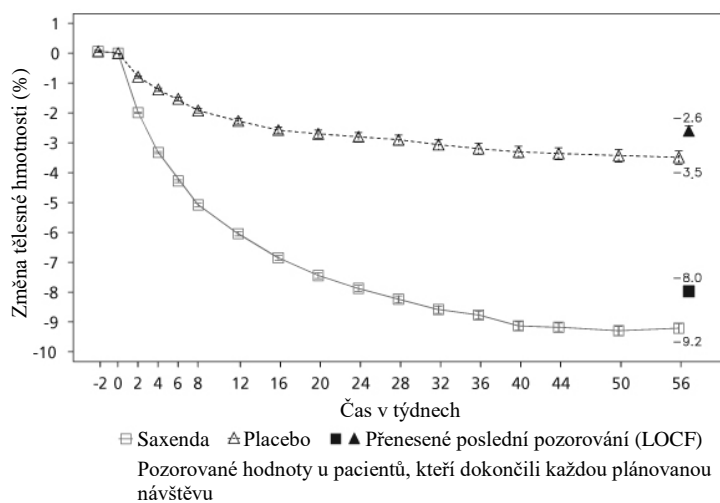 1
0
-1
-2
-3
-4
-5
-6
-7
-8
-9
-10
Změna tělesné hmotnosti (%)
−2.6
−3,5
−8.0
−9.2
-2 0 2 4 6 8 12 16 20 24 28 32 36 40 44 50 56
Čas v týdnech
Saxenda Placebo Přenesené poslední pozorování (LOCF)
Pozorované hodnoty u pacientů, kteří dokončili každou plánovanou
návštěvu